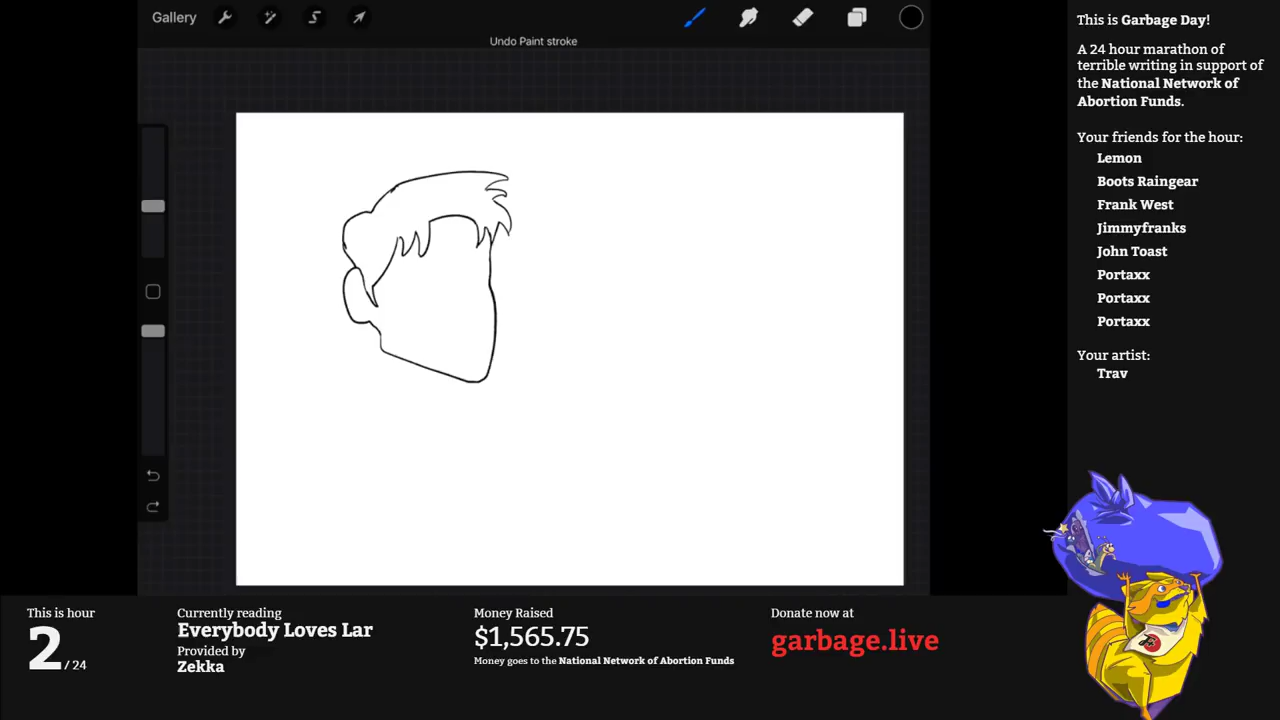 Gallery
Undo Paint stroke
This is Garbage Day!
A 24 hour marathon of
terrible writing in support of
the National Network of
Abortion Funds.
Your friends for the hour:
Lemon
Boots Raingear
Frank West
Jimmyfranks
John Toast
Portaxx
Portaxx
Portaxx
Your artist:
Trav
This is hour
2 / 24
Currently reading
Everybody Loves Lar
Provided by
Zekka
Money Raised
$1,565.75
Money goes to the National Network of Abortion Funds
Donate now at
garbage.live